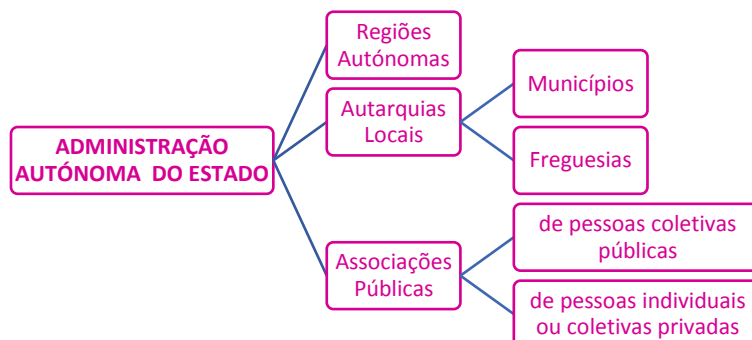 Regiões
Autónomas
Municípios
Autarquias
Locais
ADMINISTRAÇÃO
AUTÓNOMA DO ESTADO
Freguesias
de pessoas coletivas
públicas
Associações
Públicas
de pessoas individuais
ou coletivas privadas